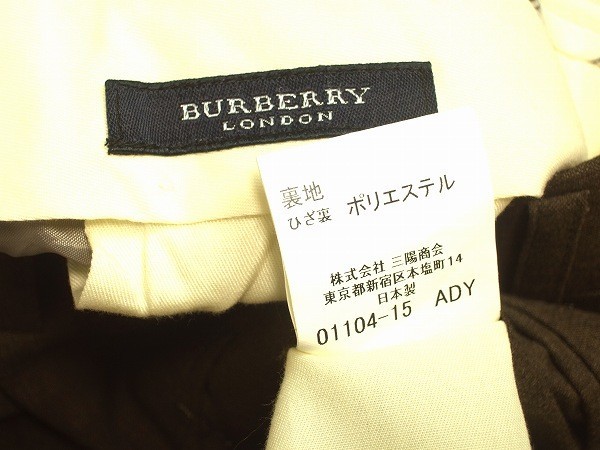 BURBERRY
LONDON
裏地
ひざ裏 ポリエステル
株式会社 三陽商会
東京都新宿区本塩町14
日本製
01104-15 ADY